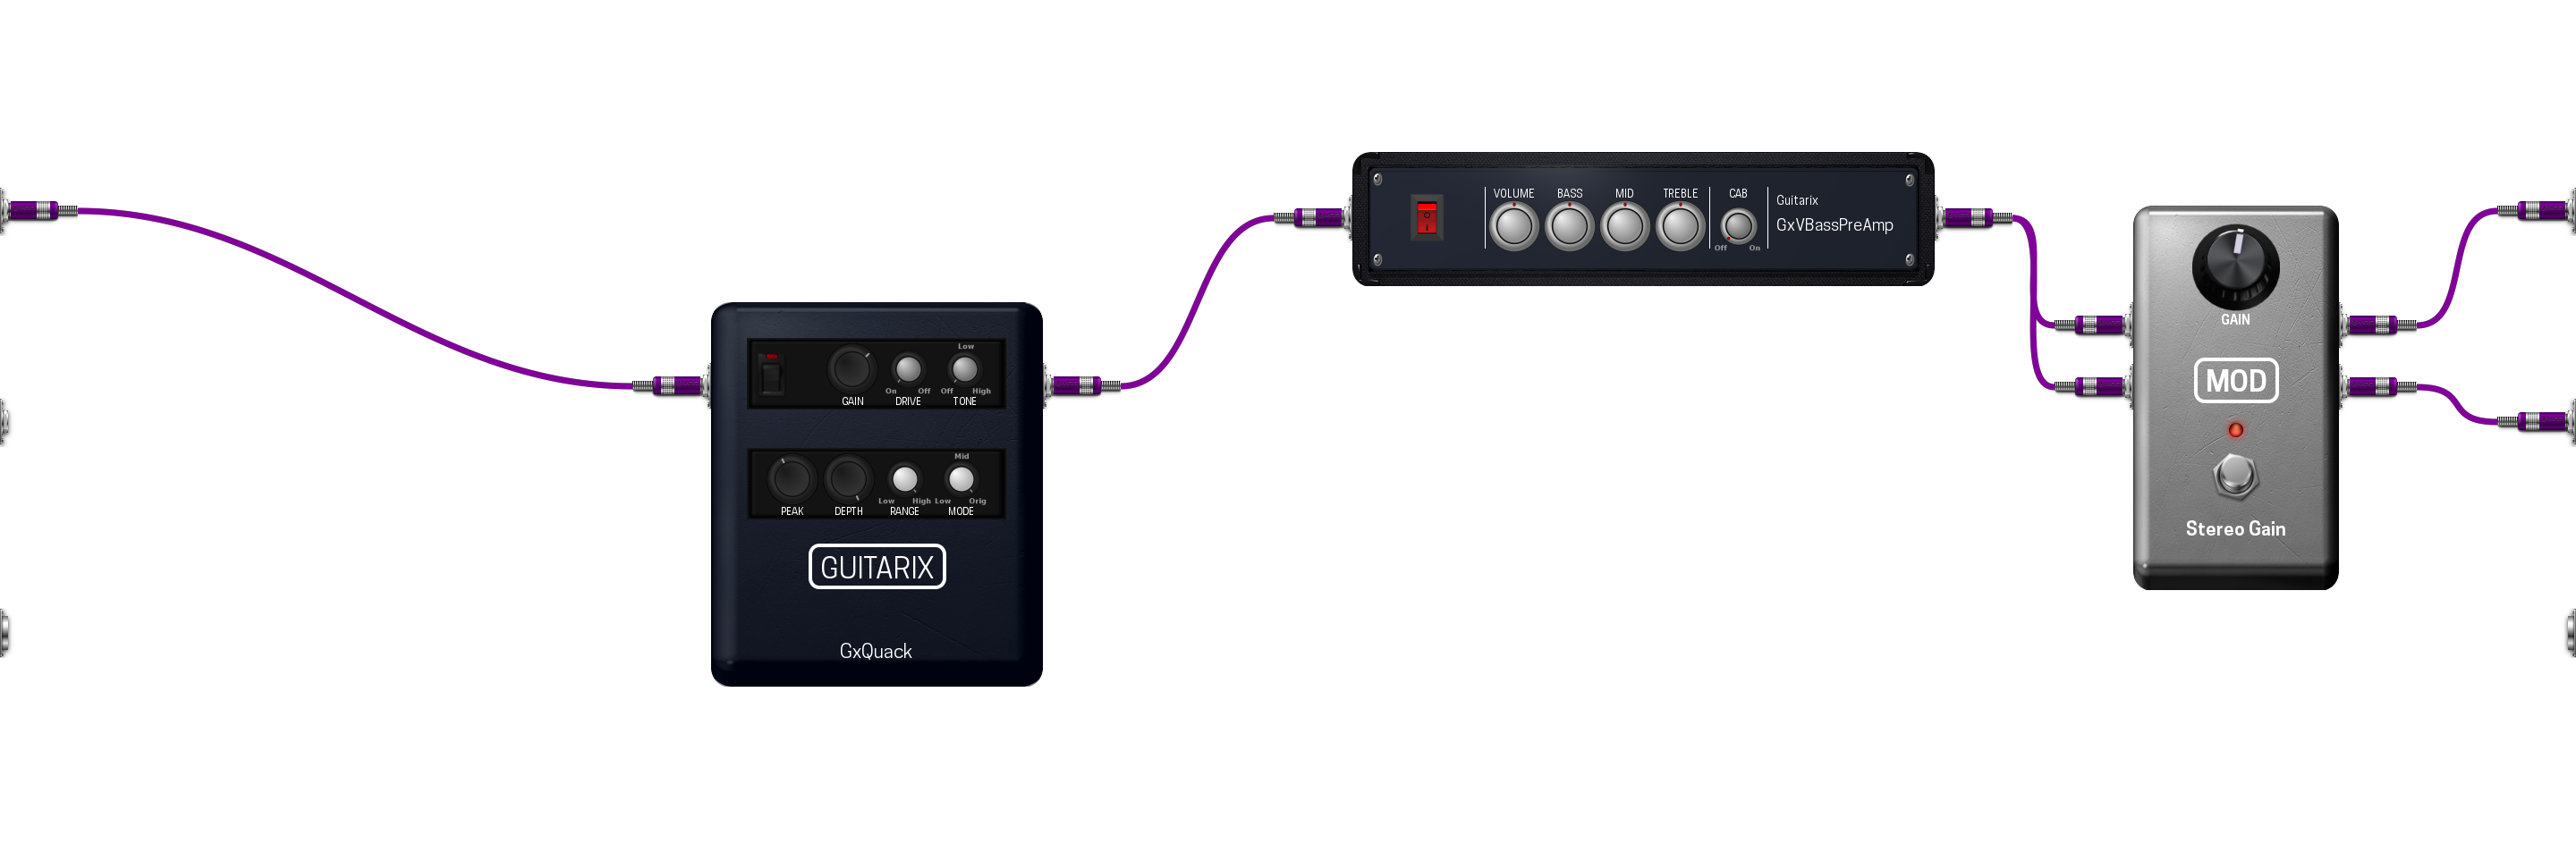 Low
On Off Off High
GAIN DRIVE TONE
Mid
Low High Low Orig
PEAK DEPTH RANGE MODE
GUITARIX
GxQuack
VOLUME BASS MID TREBLE CAB
Off On
Guitarix
GxVBassPreAmp
GAIN
MOD
Stereo Gain